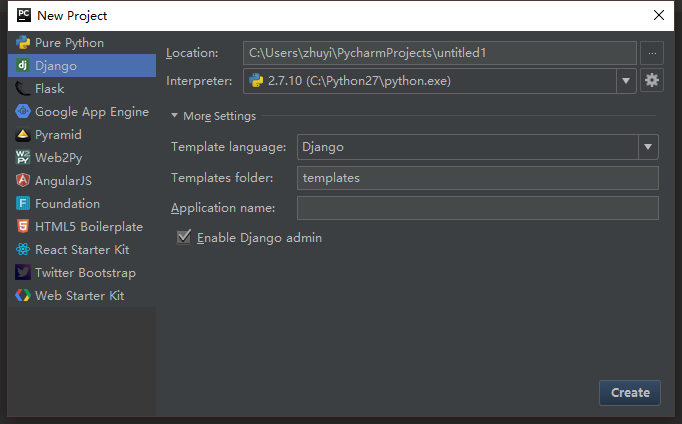 New Project
Pure Python
Django
Flask
Google App Engine
Pyramid
Web2Py
AngularJS
Foundation
HTML5 Boilerplate
React Starter Kit
Twitter Bootstrap
Web Starter Kit
Location: C:\Users\zhuyi\PycharmProjects\untitled1 ...
Interpreter: 2.7.10 (C:\Python27\python.exe)
More Settings
Template language: Django
Templates folder: templates
Application name:
Enable Django admin
Create